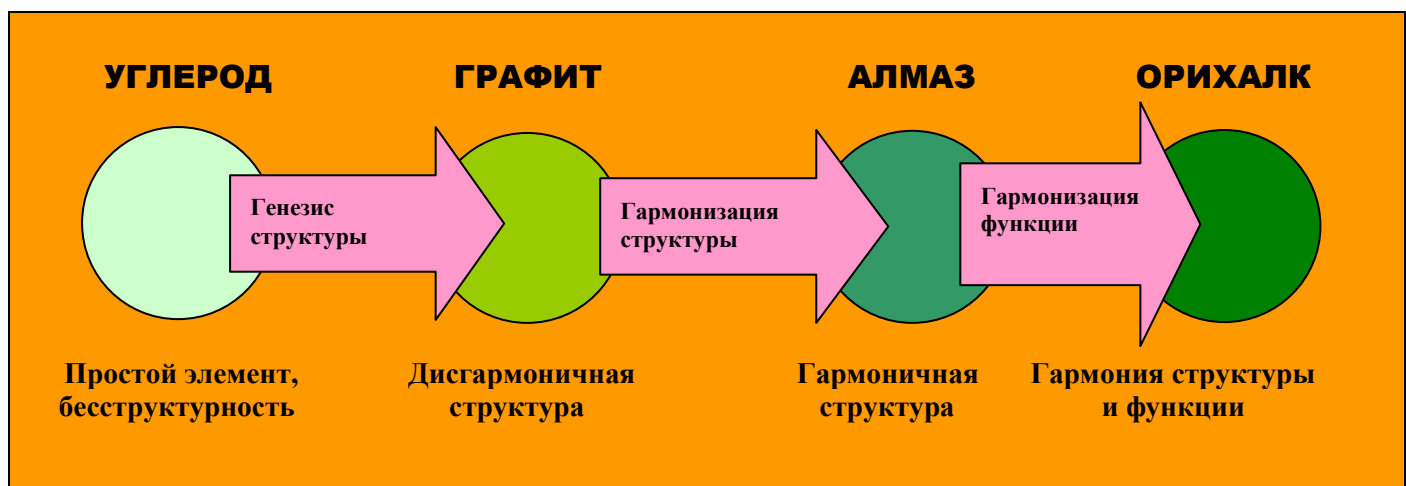 УГЛЕРОД
ГРАФИТ
АЛМАЗ
ОРИХАЛК
Генезис
структуры
Гармонизация
структуры
Гармонизация
функции
Простой элемент,
бесструктурность
Дисгармоничная
структура
Гармоничная
структура
Гармония структуры
и функции